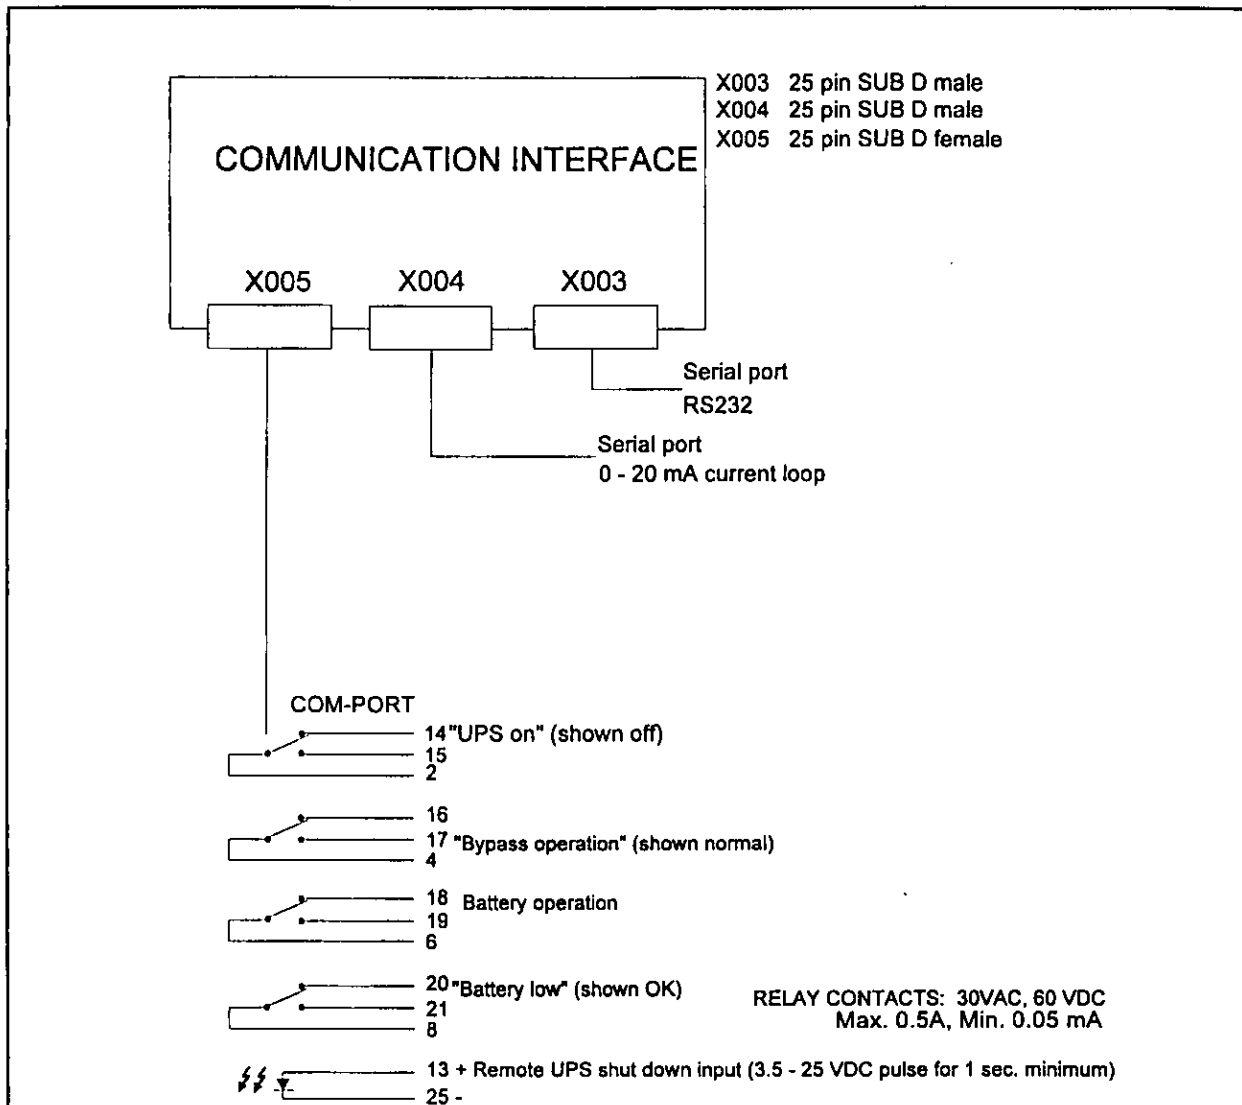 X003 25 pin SUB D male
X004 25 pin SUB D male
X005 25 pin SUB D female
COMMUNICATION INTERFACE
X005 X004 X003
Serial port
RS232
Serial port
0 - 20 mA current loop
COM-PORT
14 "UPS on" (shown off)
15
2
16
17 "Bypass operation" (shown normal)
4
18 Battery operation
19
6
20 "Battery low" (shown OK)
21
8
RELAY CONTACTS: 30VAC, 60 VDC
Max. 0.5A, Min. 0.05 mA
13 + Remote UPS shut down input (3.5 - 25 VDC pulse for 1 sec. minimum)
25 -